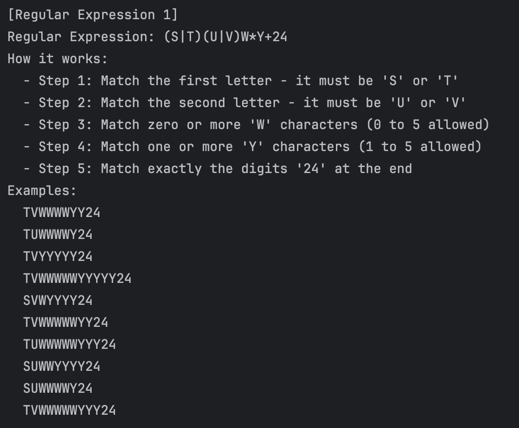 [Regular Expression 1]
Regular Expression: (S|T)(U|V)W*Y+24
How it works:
- Step 1: Match the first letter - it must be 'S' or 'T'
- Step 2: Match the second letter - it must be 'U' or 'V'
- Step 3: Match zero or more 'W' characters (0 to 5 allowed)
- Step 4: Match one or more 'Y' characters (1 to 5 allowed)
- Step 5: Match exactly the digits '24' at the end
Examples:
TVWWWWYY24
TUWWWWY24
TVYYYYY24
TVWWWWWYYYYY24
SVWYYYY24
TVWWWWWYY24
TUWWWWWYYY24
SUWWYYYY24
SUWWWWY24
TVWWWWWYYY24